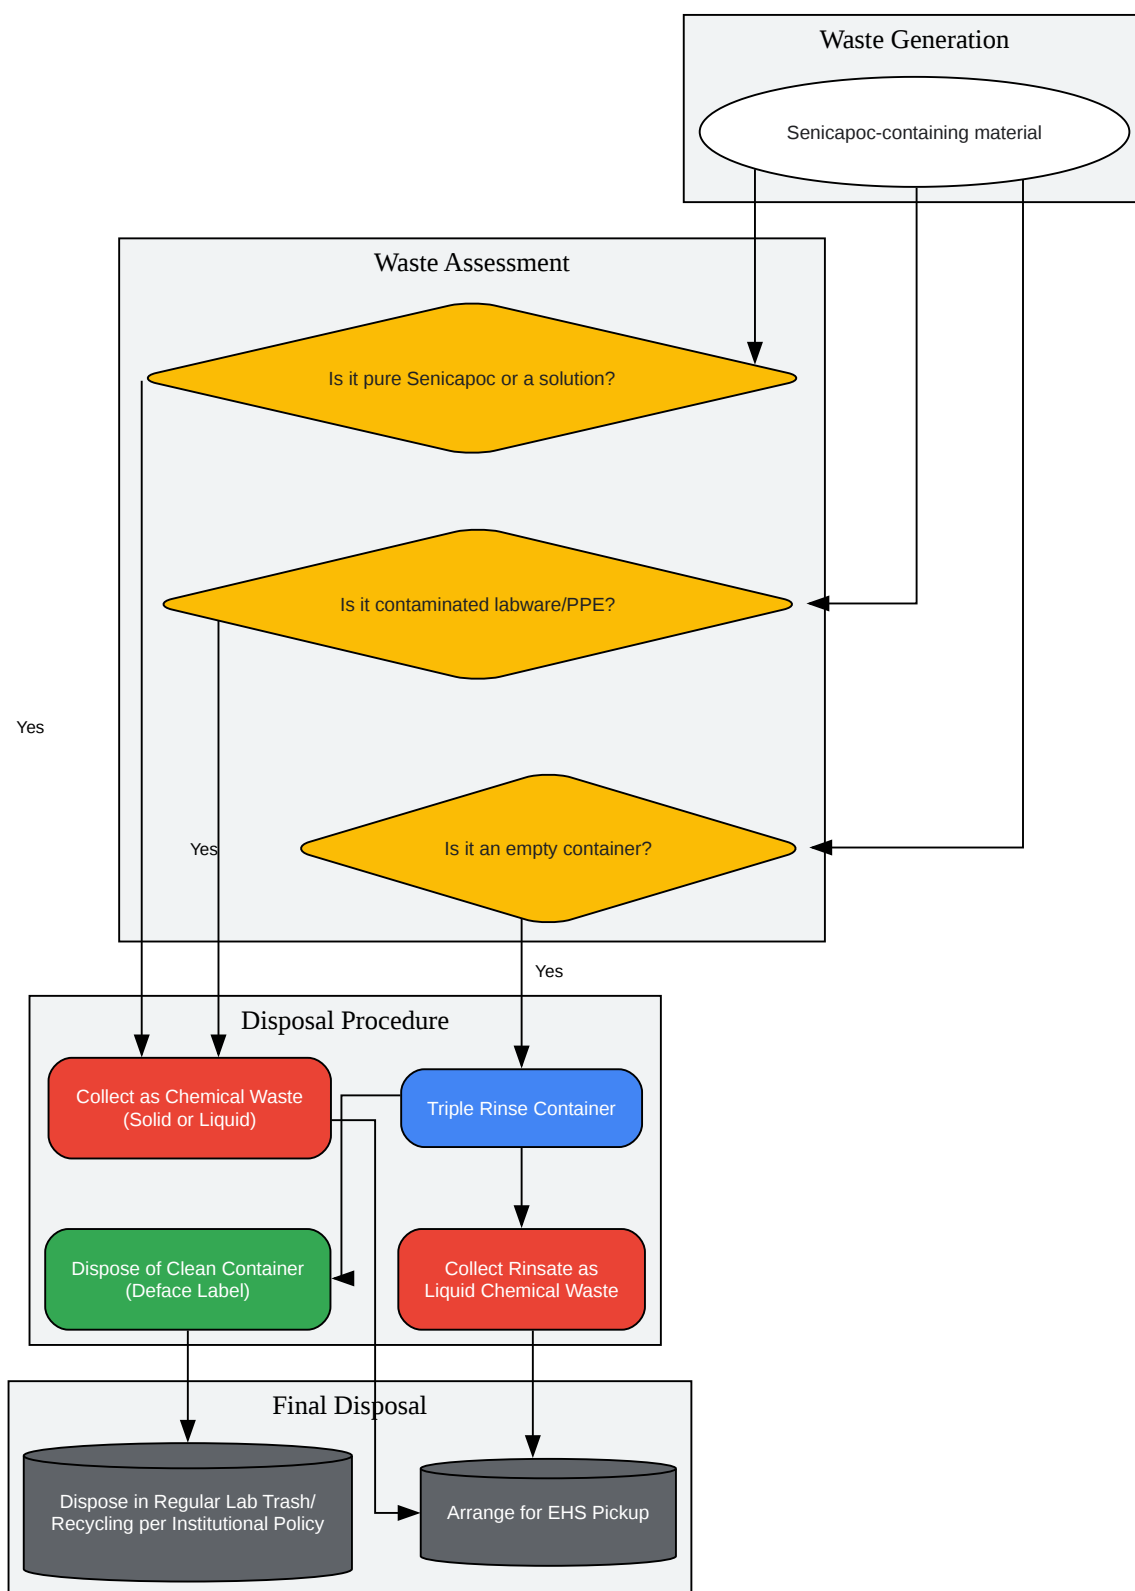 Waste Generation
Senicapoc-containing material
Waste Assessment
Is it pure Senicapoc or a solution?
Is it contaminated labware/PPE?
Yes
Yes
Is it an empty container?
Yes
Disposal Procedure
Collect as Chemical Waste
(Solid or Liquid)
Triple Rinse Container
Dispose of Clean Container
(Deface Label)
Collect Rinsate as
Liquid Chemical Waste
Final Disposal
Dispose in Regular Lab Trash/
Recycling per Institutional Policy
Arrange for EHS Pickup